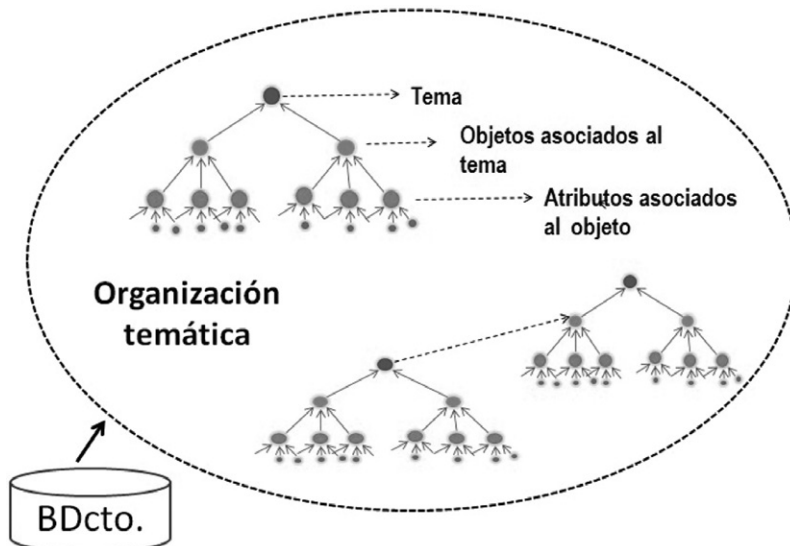 Tema
Objetos asociados al
tema
Atributos asociados
al objeto
Organización
temática
BDcto.